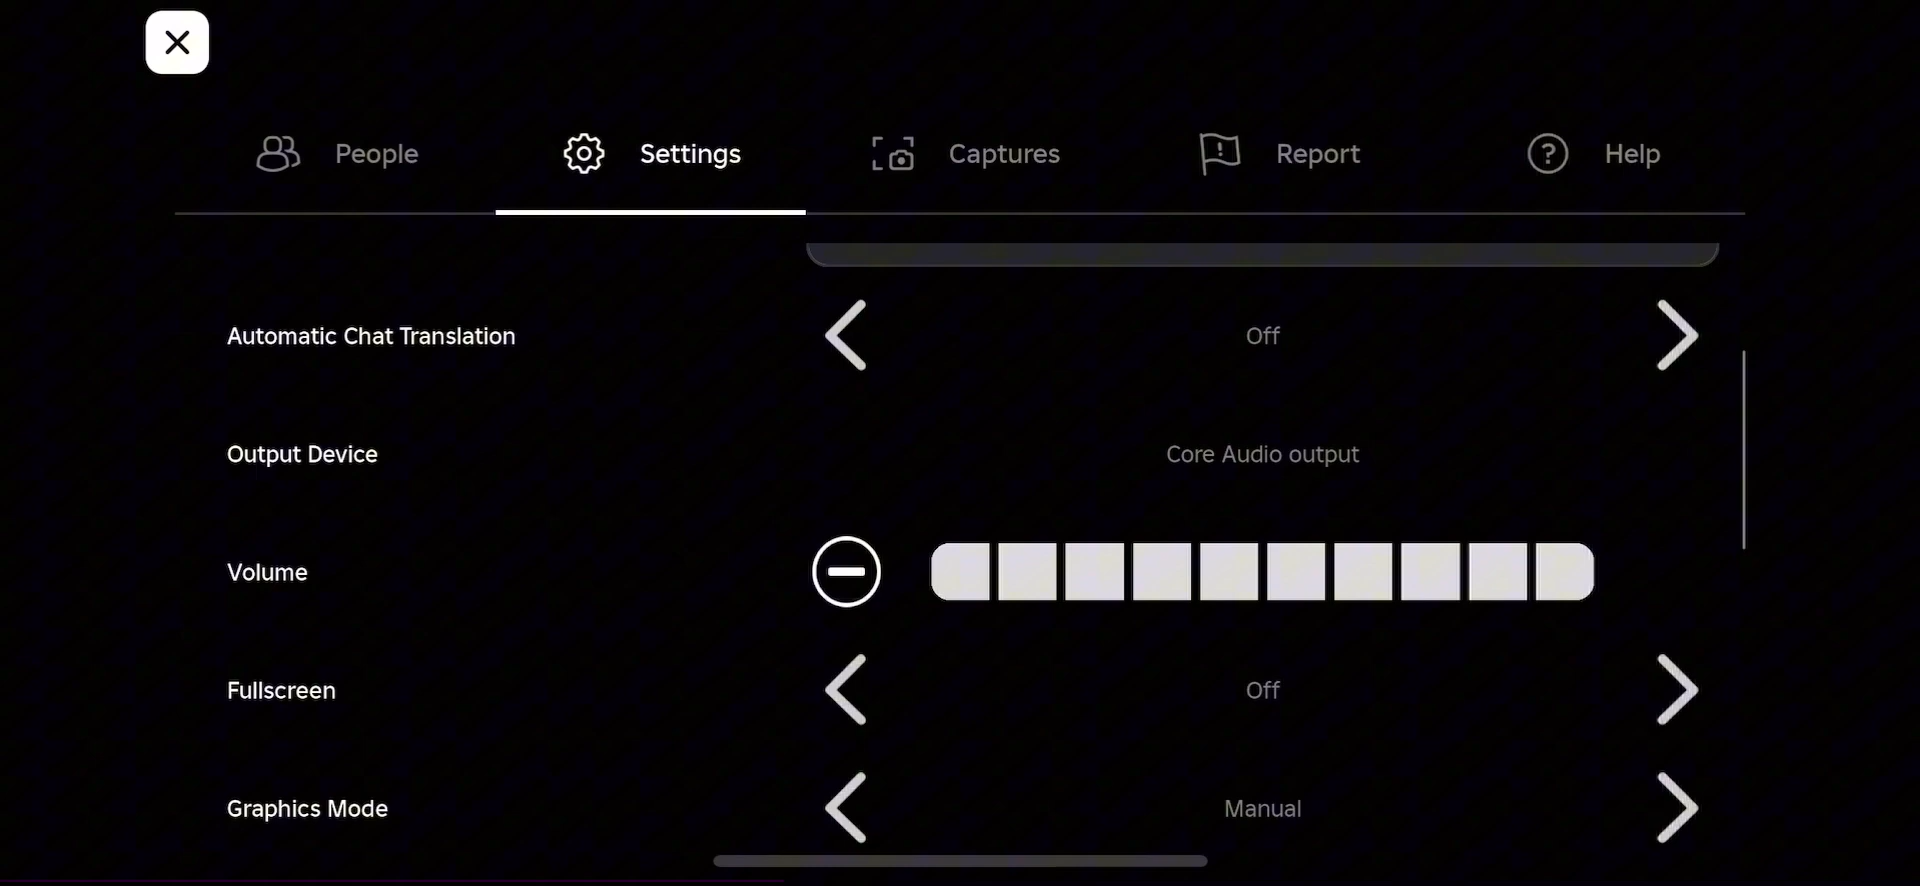 People
Settings
Captures
Report
Help
Automatic Chat Translation
Off
Output Device
Core Audio output
Volume
Fullscreen
Off
Graphics Mode
Manual